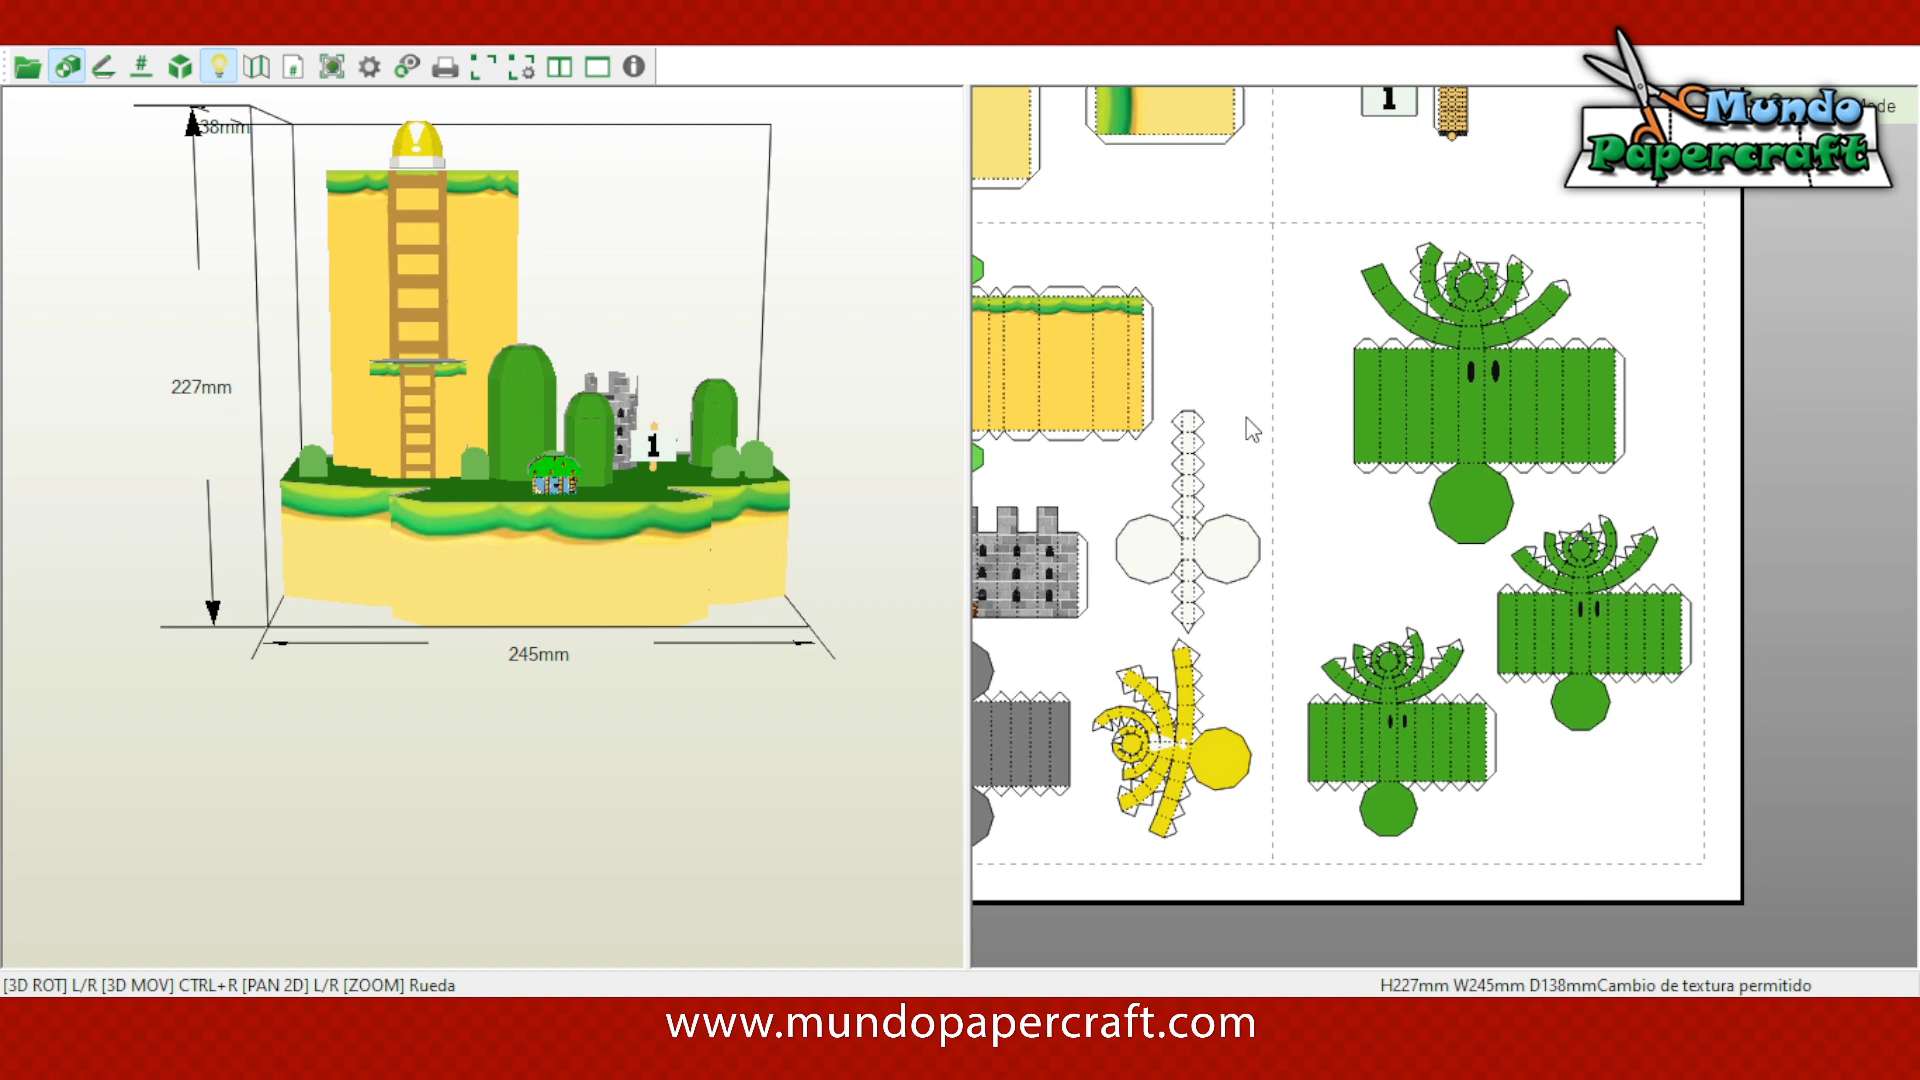 Mundo
Papercraft
38mm
227mm
245mm
1
1
[3D ROT] L/R [3D MOV] CTRL+R [PAN 2D] L/R [ZOOM] Rueda
H227mm W245mm D138mmCambio de textura permitido
www.mundopapercraft.com